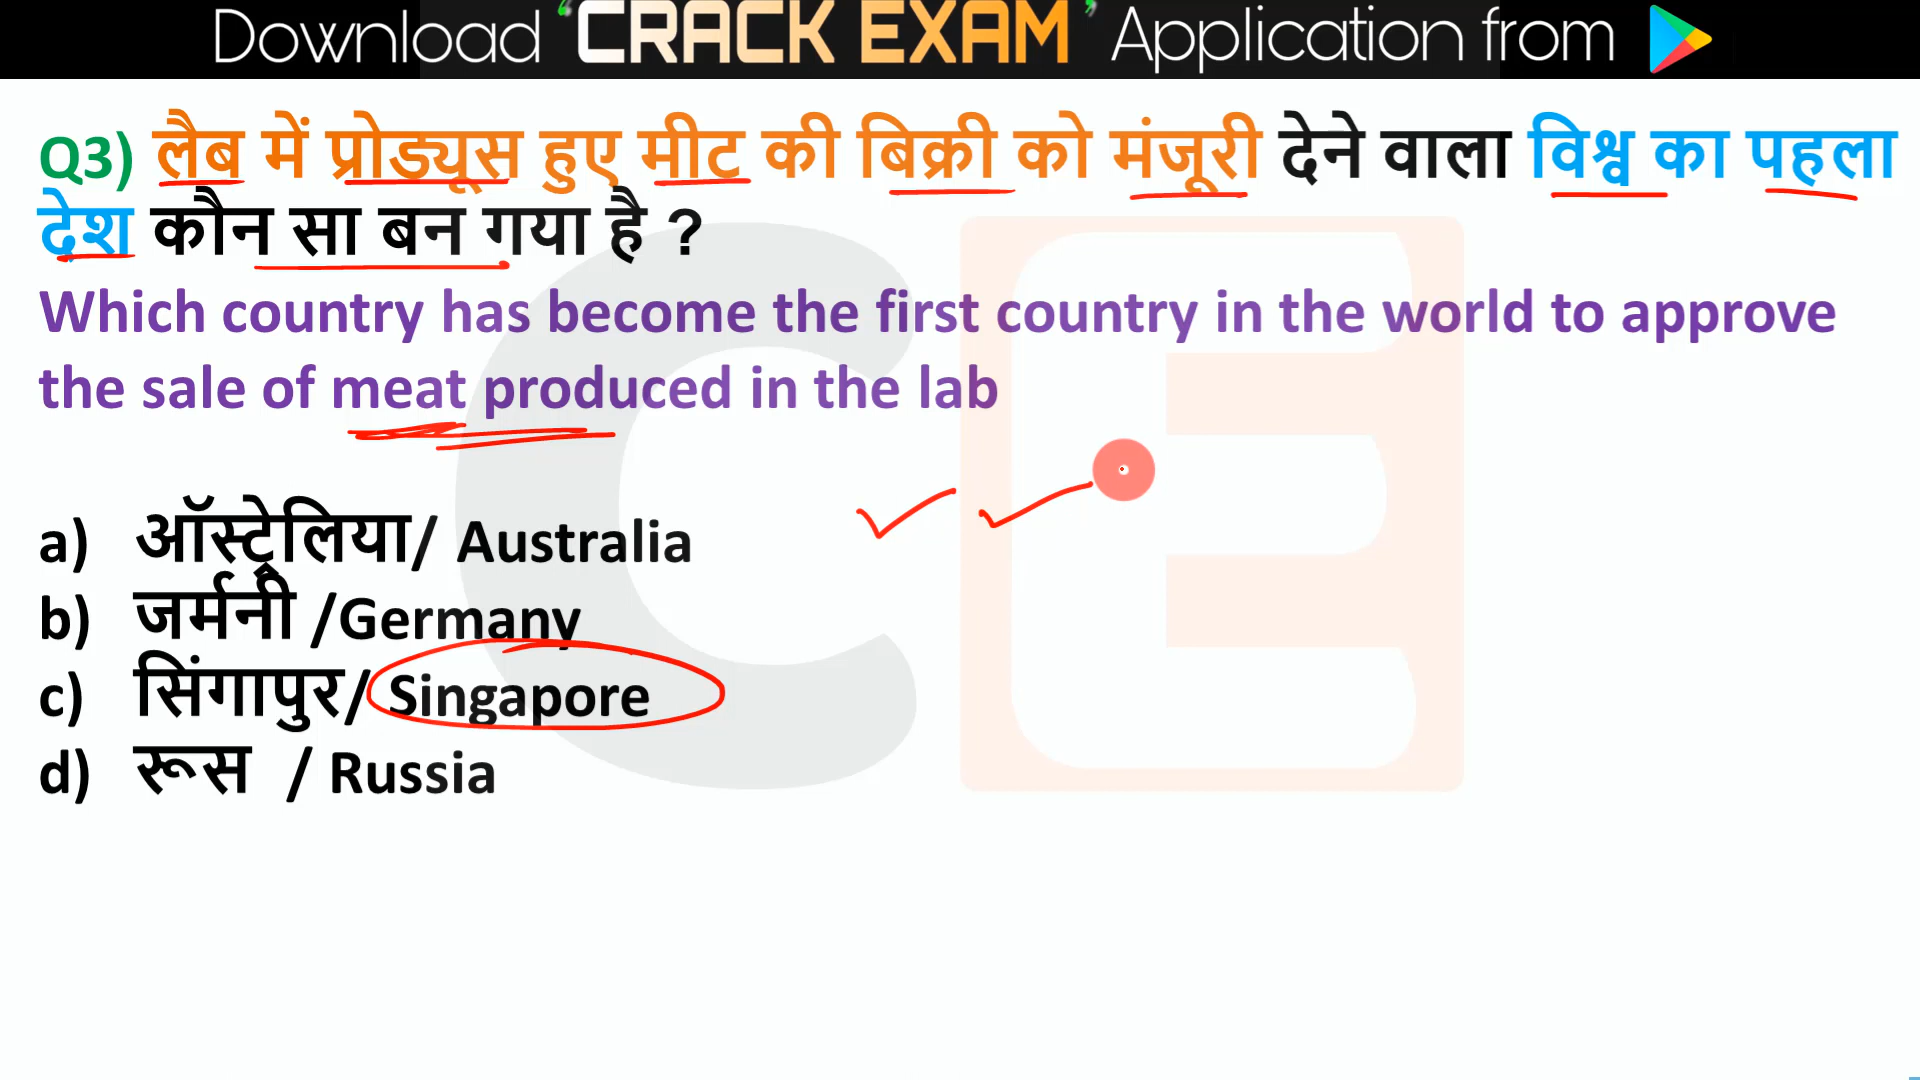 Download ‘CRACK EXAM’ Application from
Q3) लैब में प्रोड्यूस हुए मीट की बिक्री को मंजूरी देने वाला विश्व का पहला
देश कौन सा बन गया है ?
Which country has become the first country in the world to approve
the sale of meat produced in the lab
a) ऑस्ट्रेलिया/ Australia
b) जर्मनी /Germany
c) सिंगापुर/ Singapore
d) रूस / Russia
CE